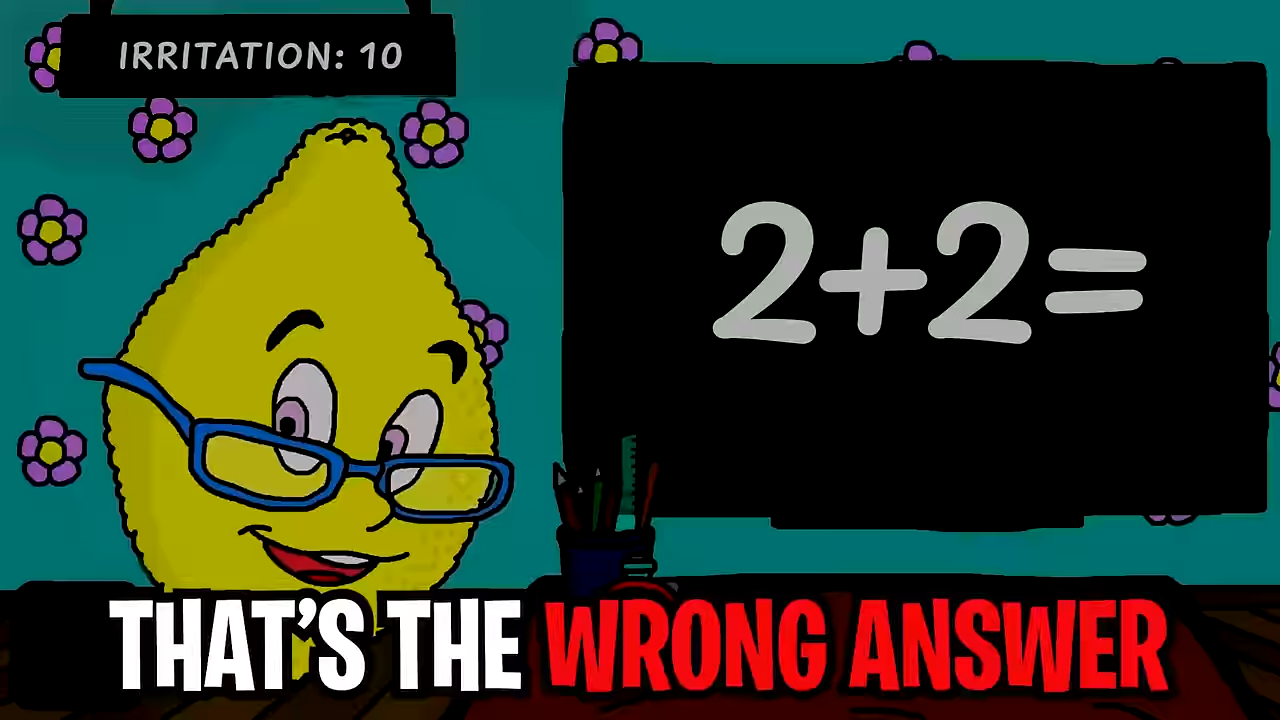 IRRITATION: 10
2+2=
THAT'S THE WRONG ANSWER